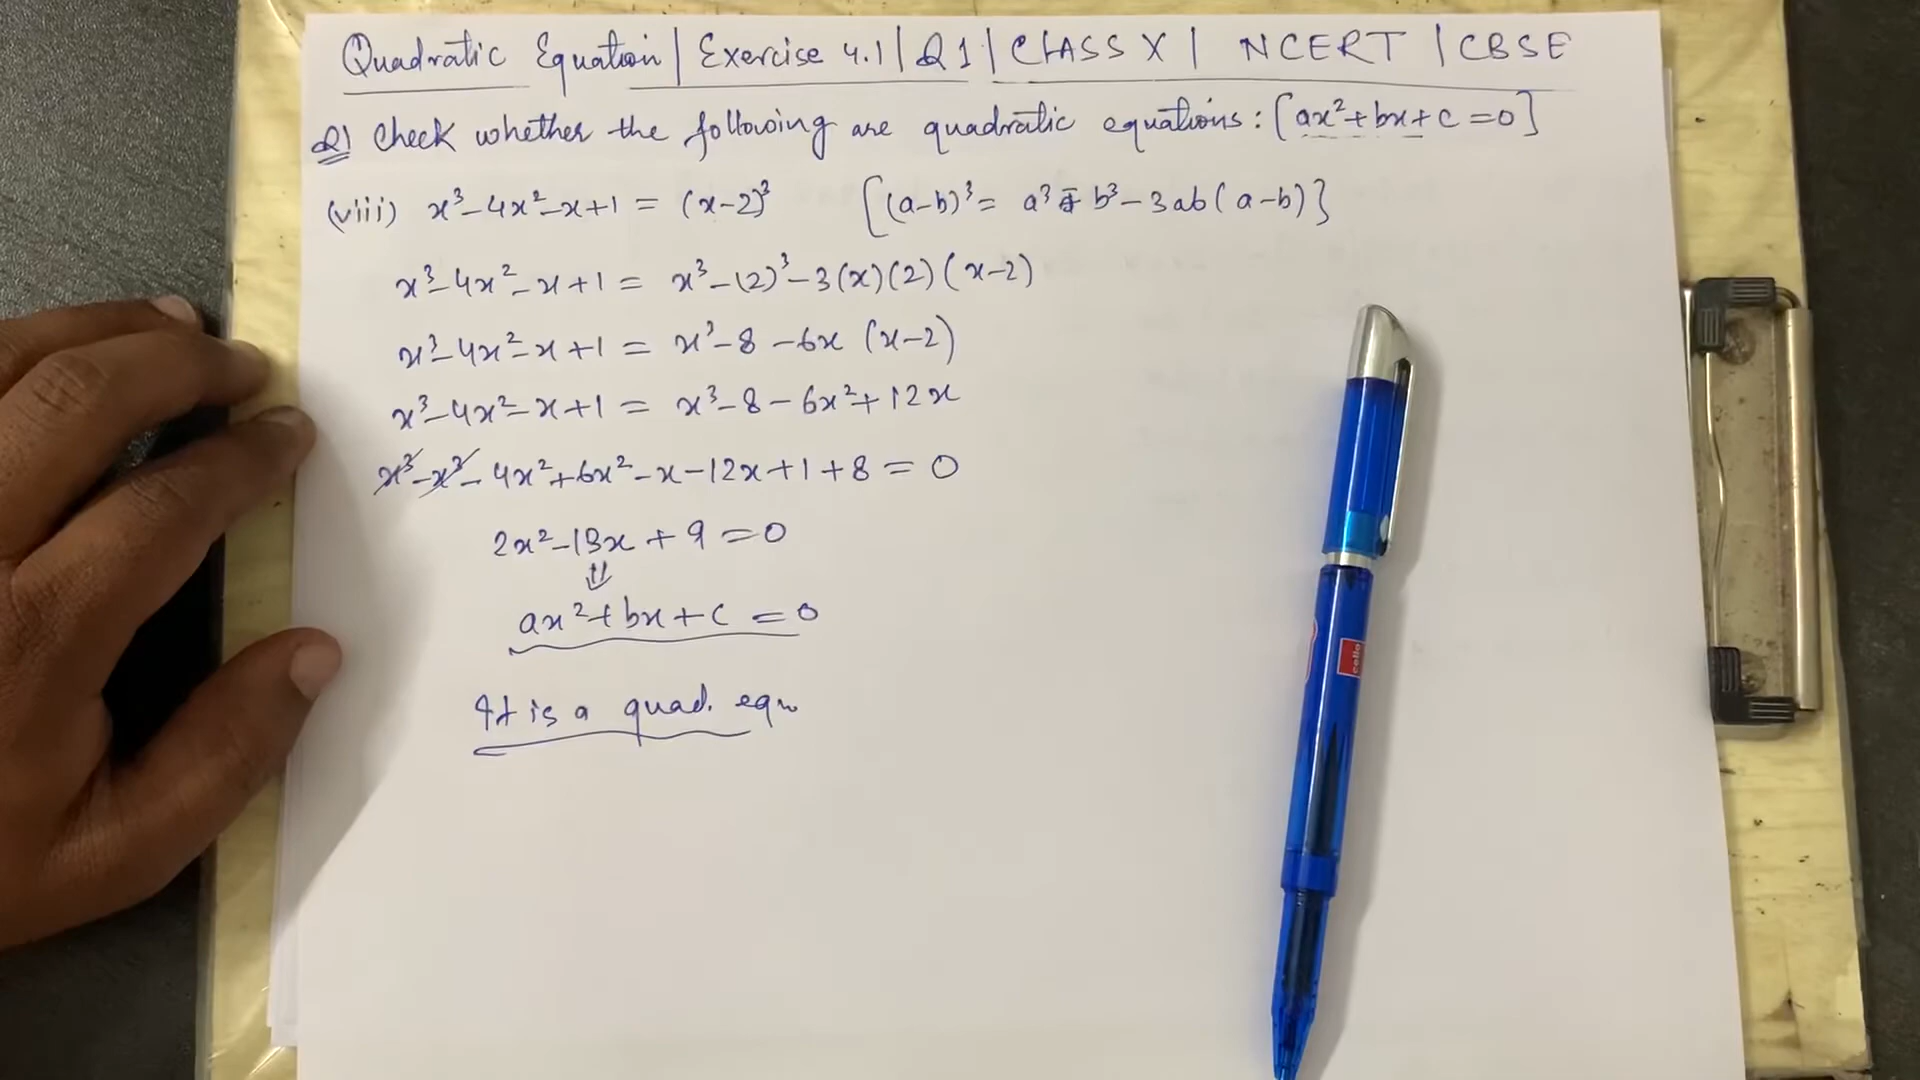 Quadratic Equation | Exercise 4.1 | Q1 | CLASS X | NCERT | CBSE
Q1 Check whether the following are quadratic equations: [ax²+bx+c=0]
(viii) x³-4x²-x+1 = (x-2)³ [(a-b)³ = a³ - b³ - 3ab(a-b)}
x³-4x²-x+1 = x³-(2)³-3(x)(2)(x-2)
x³-4x²-x+1 = x³-8-6x (x-2)
x³-4x²-x+1 = x³-8-6x²+12x
x³-x³-4x²+6x²-x-12x+1+8 = 0
2x²-13x+9=0
⇓
ax²+bx+c=0
It is a quad. eqn
cello